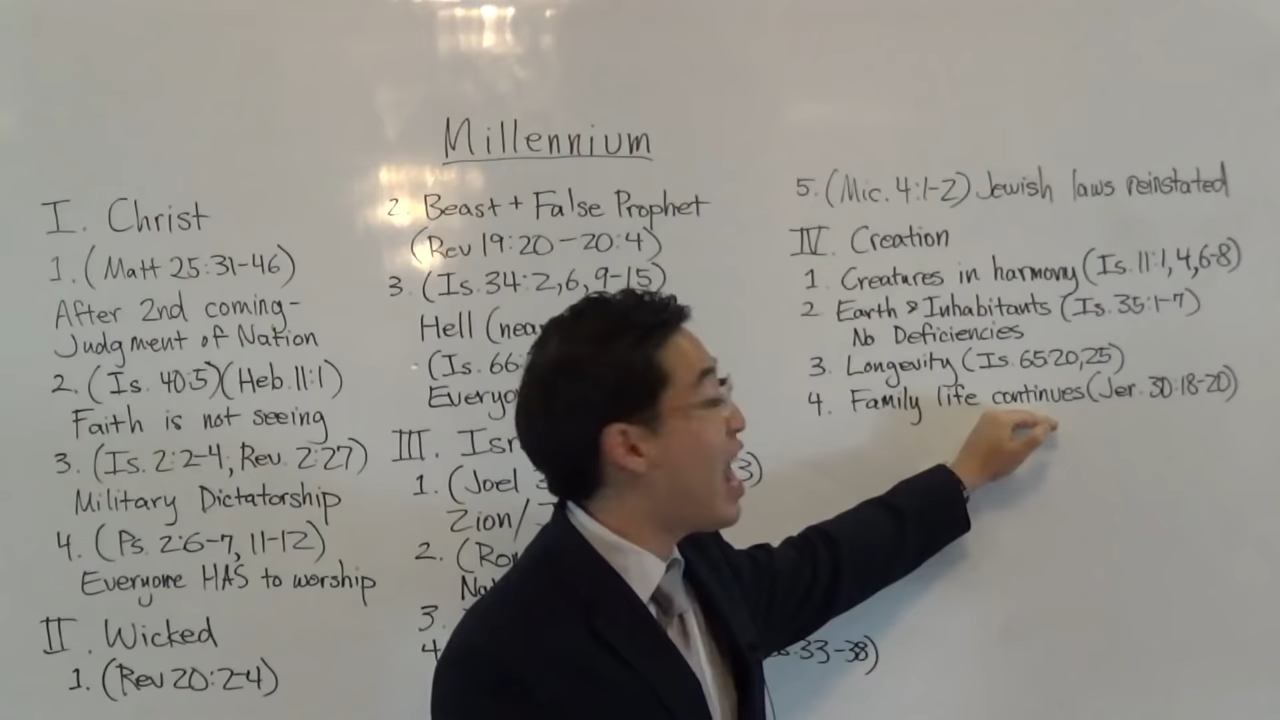 Millennium
I. Christ
1. (Matt 25:31-46)
After 2nd coming-
Judgment of Nation
2. (Is. 40:5)(Heb. 11:1)
Faith is not seeing
3. (Is. 2:2-4, Rev. 2:27)
Military Dictatorship
4. (Ps. 2:6-7, 11-12)
Everyone HAS to worship
II. Wicked
1. (Rev 20:2-4)
2. Beast + False Prophet
(Rev 19:20-20:4)
3. (Is. 34:2,6,9-15)
Hell
(Is. 66:
III.
1. (Joel 3)
Zion/
2.
3.
4. 33-38)
5. (Mic. 4:1-2) Jewish laws reinstated
IV. Creation
1. Creatures in harmony (Is. 11:1,4,6-8)
2. Earth & Inhabitants (Is. 35:1-7)
No Deficiencies
3. Longevity (Is. 65:20,25)
4. Family life continues (Jer. 30:18-20)